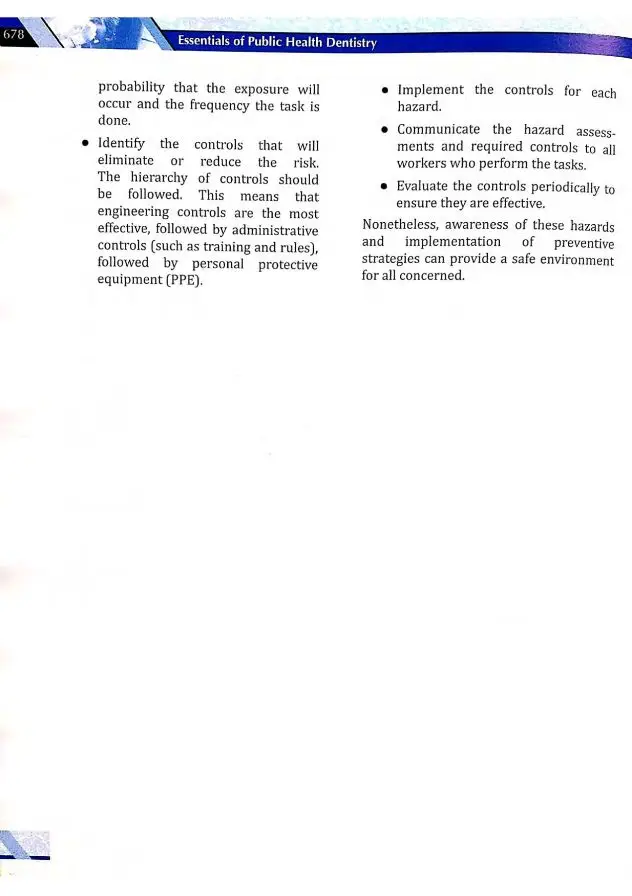 678
Essentials of Public Health Dentistry
probability that the exposure will
occur and the frequency the task is
done.
● Identify the controls that will
eliminate or reduce the risk.
The hierarchy of controls should
be followed. This means that
engineering controls are the most
effective, followed by administrative
controls (such as training and rules),
followed by personal protective
equipment (PPE).
● Implement the controls for each
hazard.
● Communicate the hazard assess-
ments and required controls to all
workers who perform the tasks.
● Evaluate the controls periodically to
ensure they are effective.
Nonetheless, awareness of these hazards
and implementation of preventive
strategies can provide a safe environment
for all concerned.